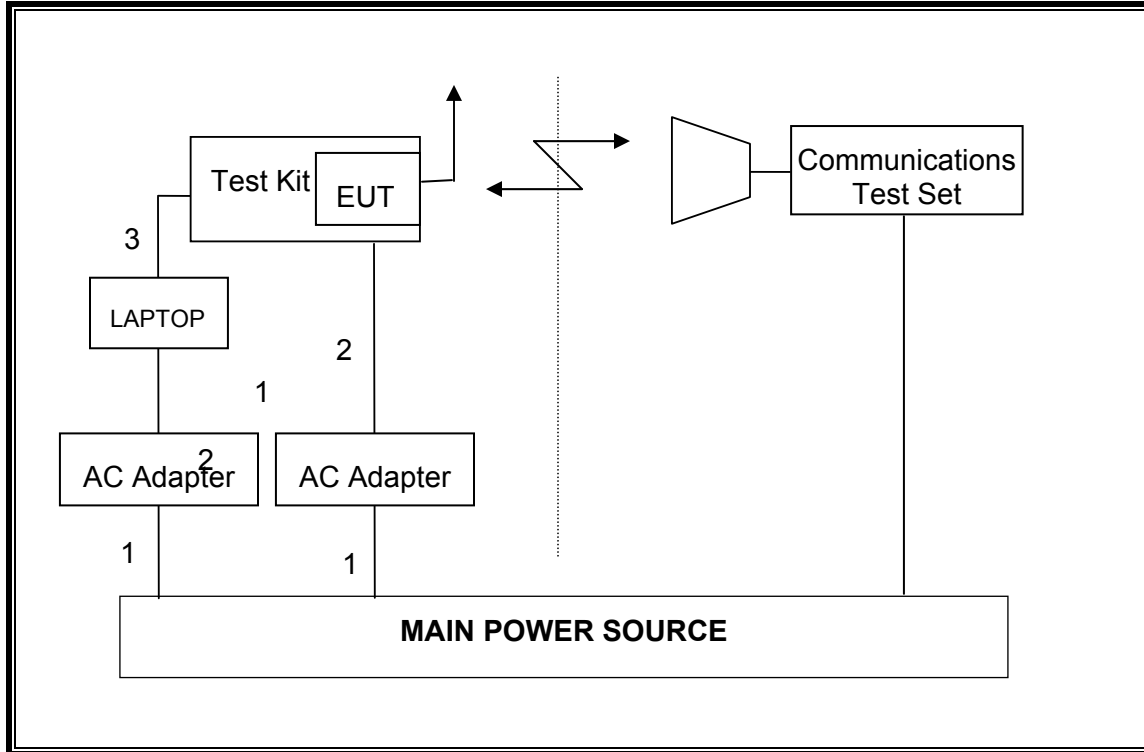 Test Kit
EUT
Communications
Test Set
3
LAPTOP
2
1
AC Adapter
2
AC Adapter
1
1
MAIN POWER SOURCE